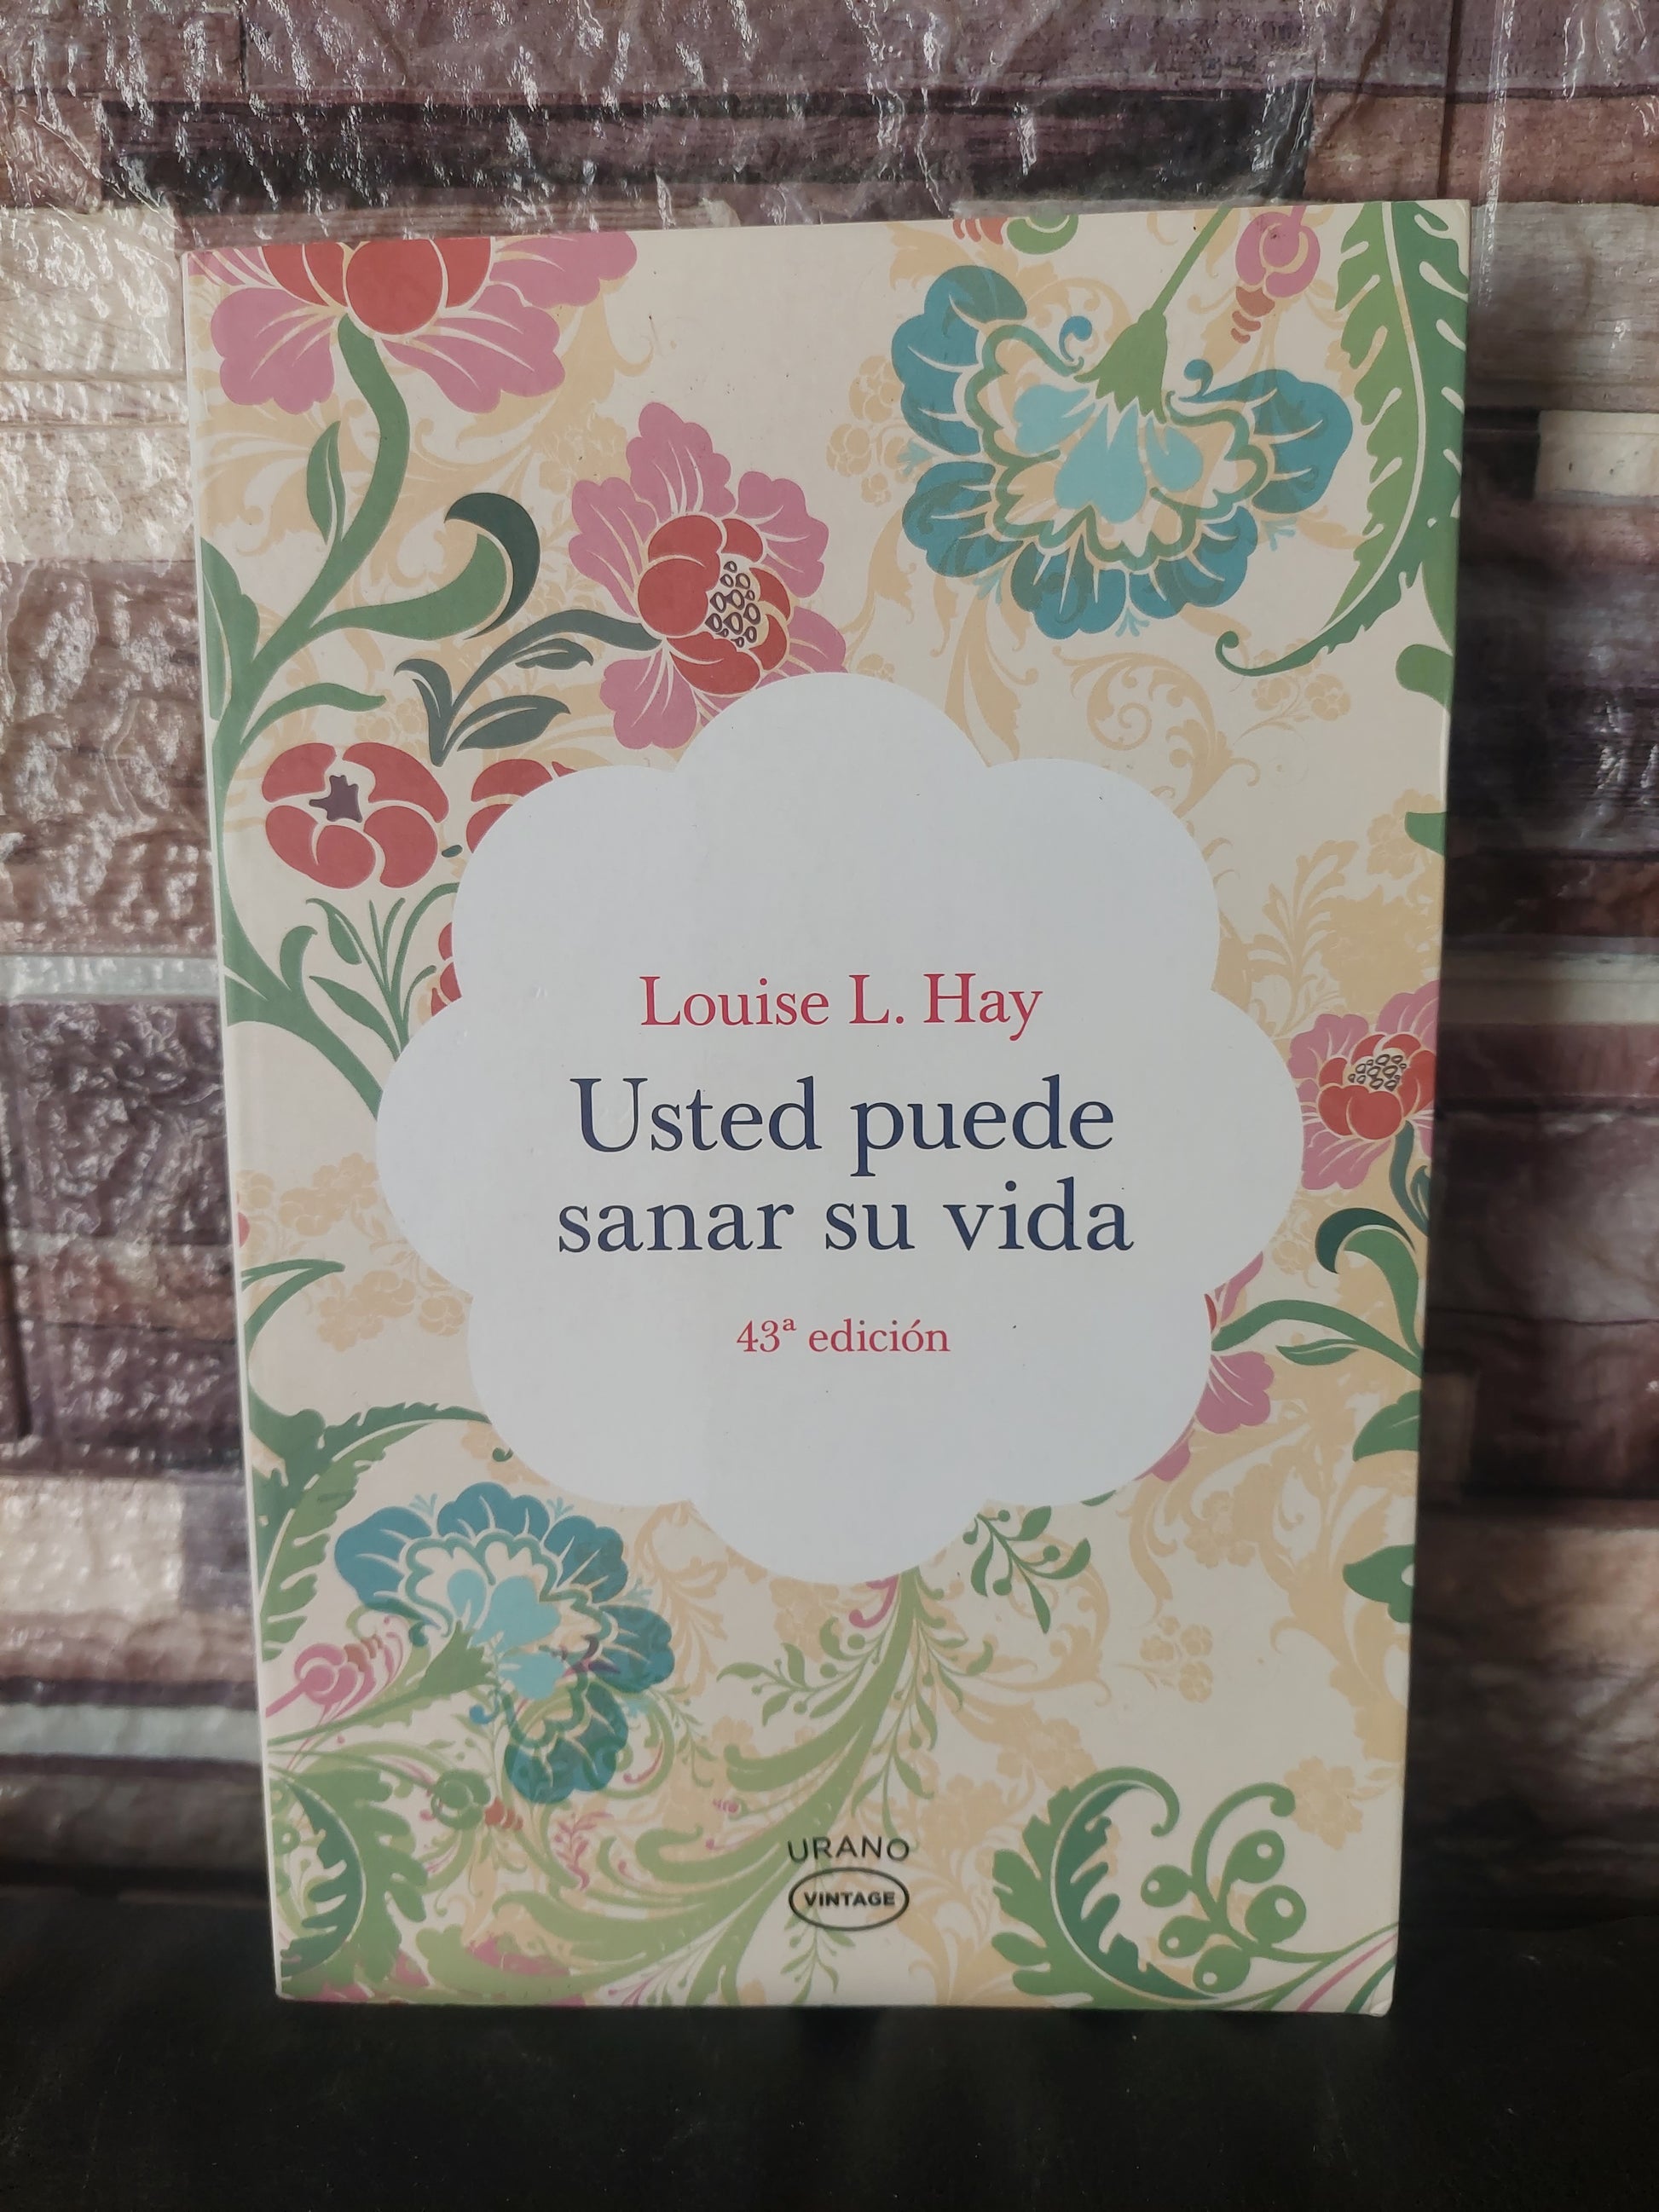 Louise L. Hay
Usted puede
sanar su vida
43ª edición
URANO
VINTAGE